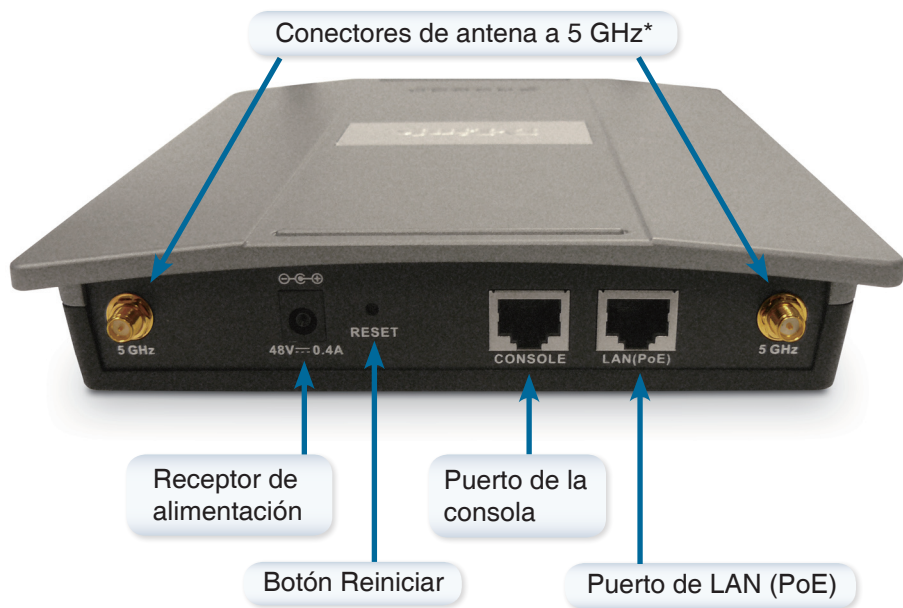 Conectores de antena a 5 GHz*
5 GHz
48V⎓0.4A
RESET
CONSOLE
LAN(PoE)
5 GHz
Receptor de
alimentación
Puerto de la
consola
Botón Reiniciar
Puerto de LAN (PoE)